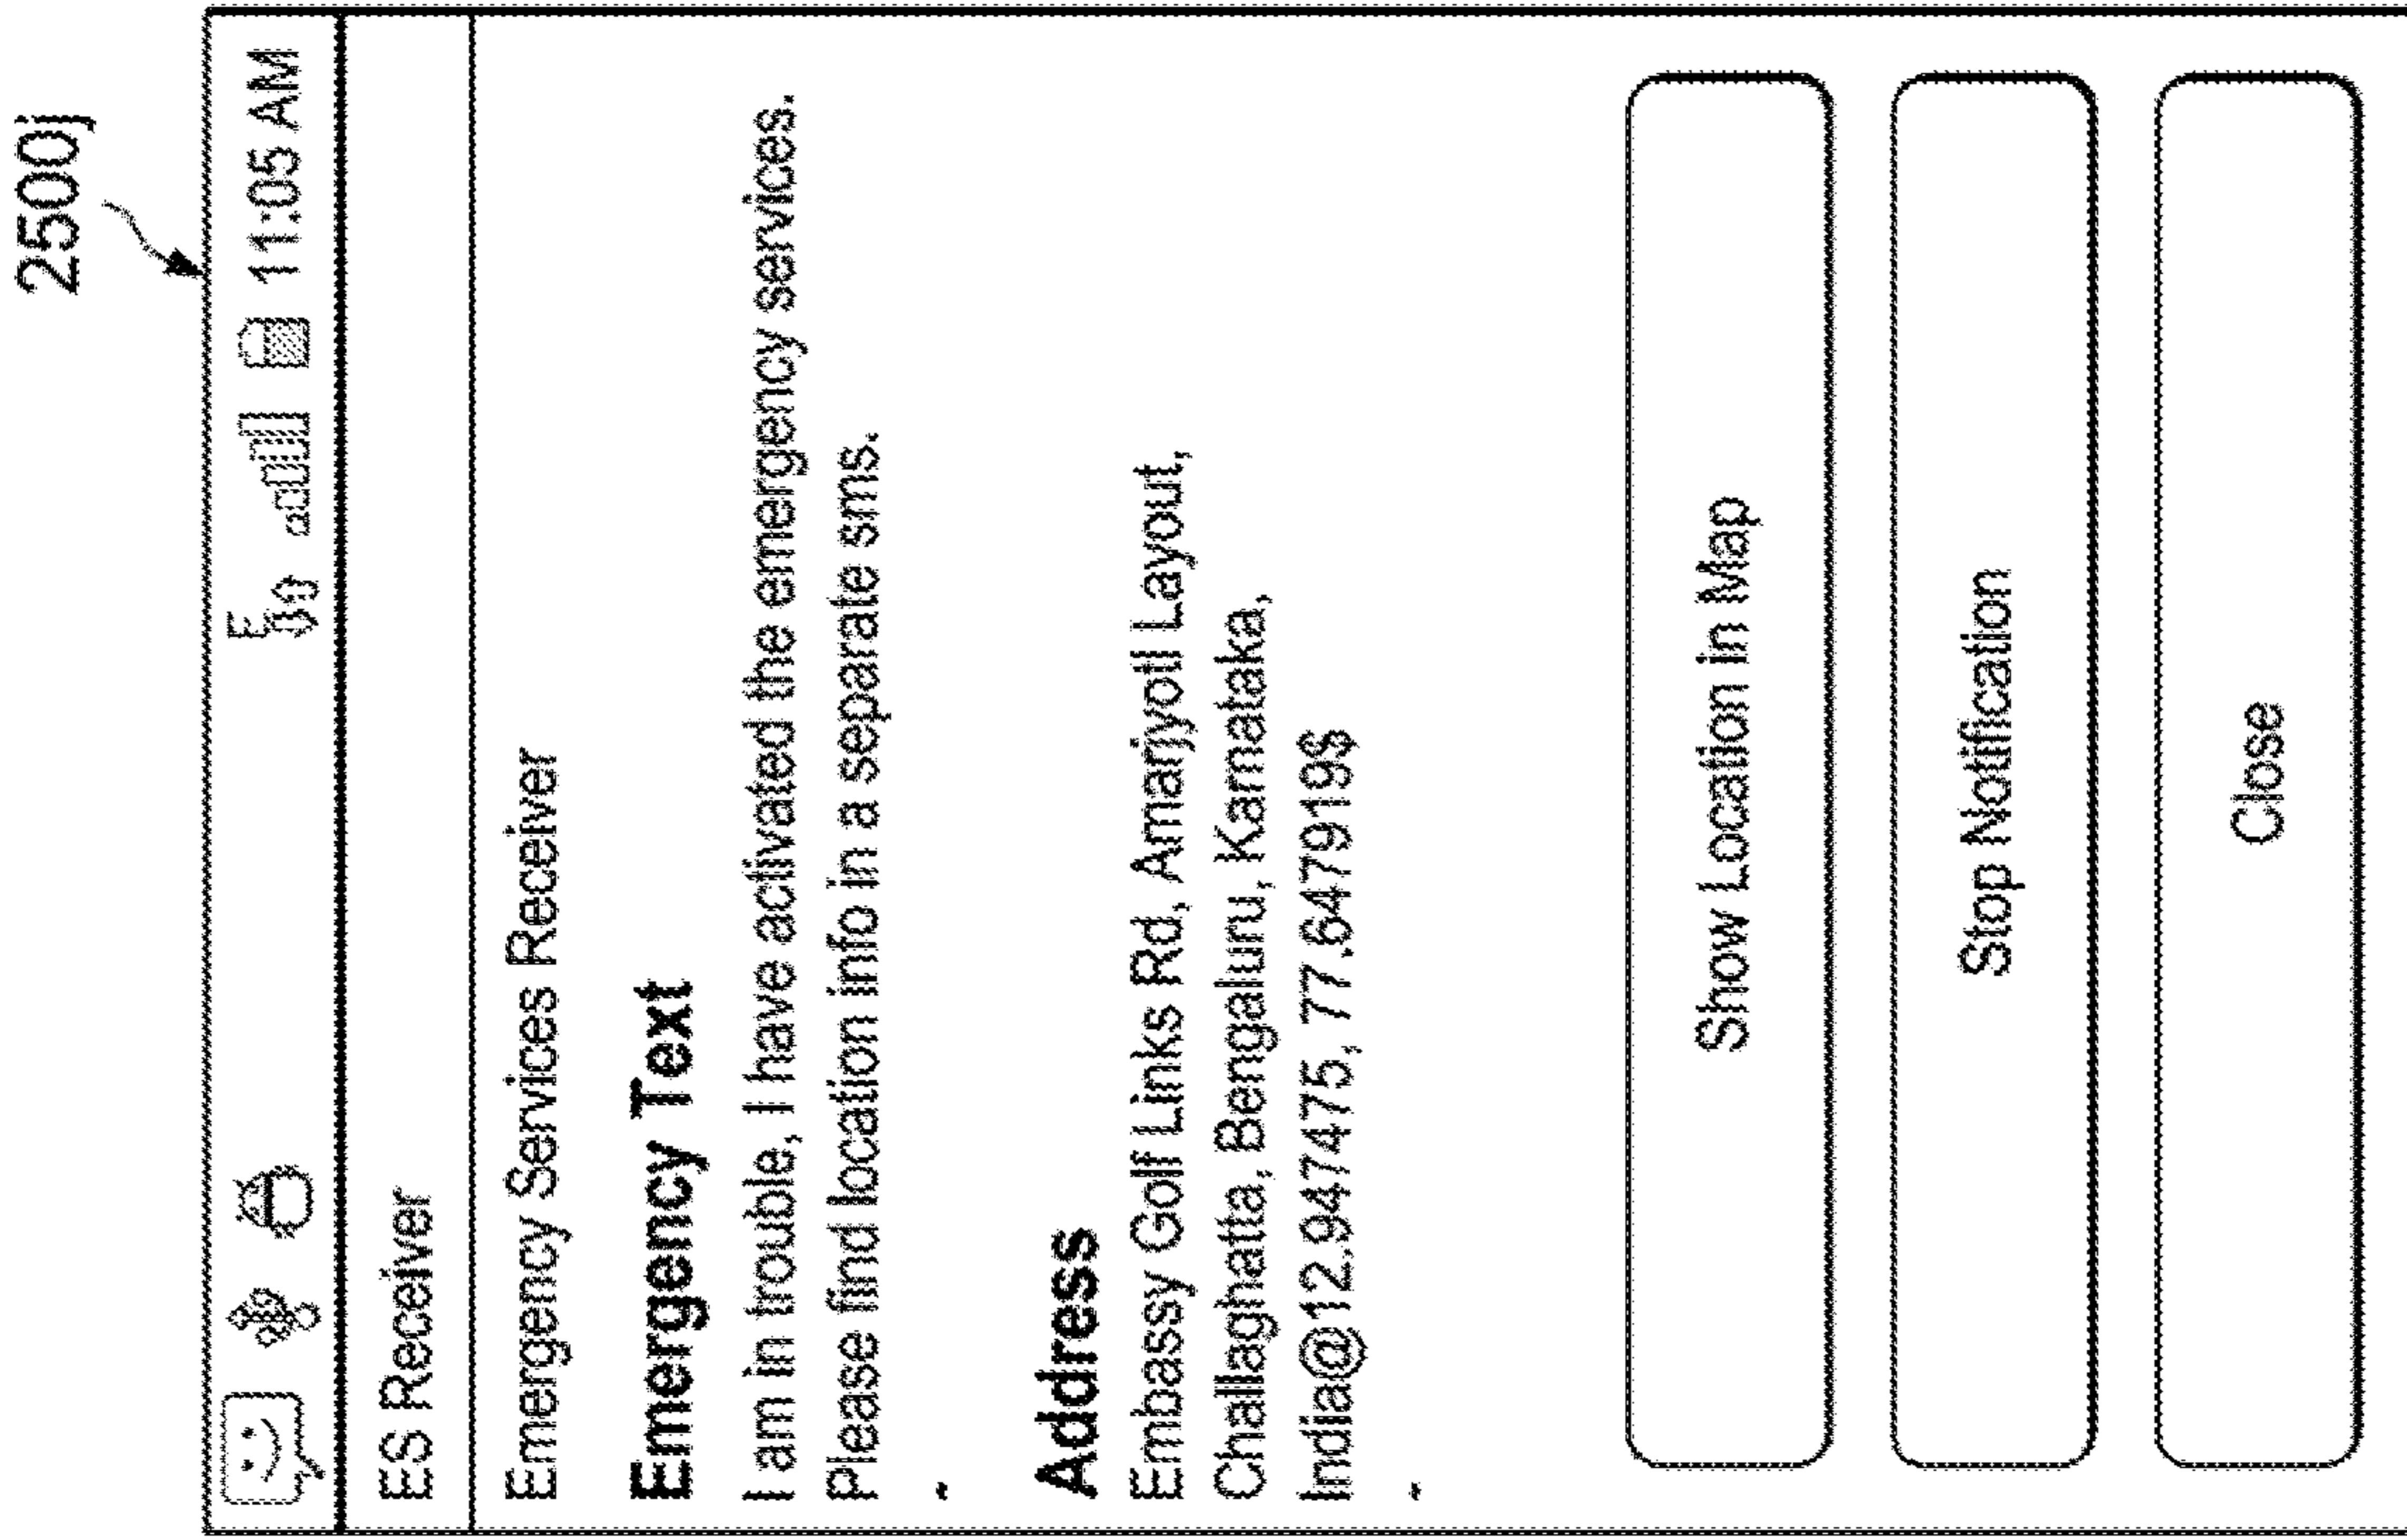 2500j
E
11:05 AM
ES Receiver
Emergency Services Receiver
Emergency Text
I am in trouble, I have activated the emergency services.
Please find location info in a separate sms.
Address
Embassy Golf Links Rd, Amarjyotl Layout,
Challaghatta, Bengaluru, Karnataka,
India@12.947475, 77.647919$
Show Location in Map
Stop Notification
Close